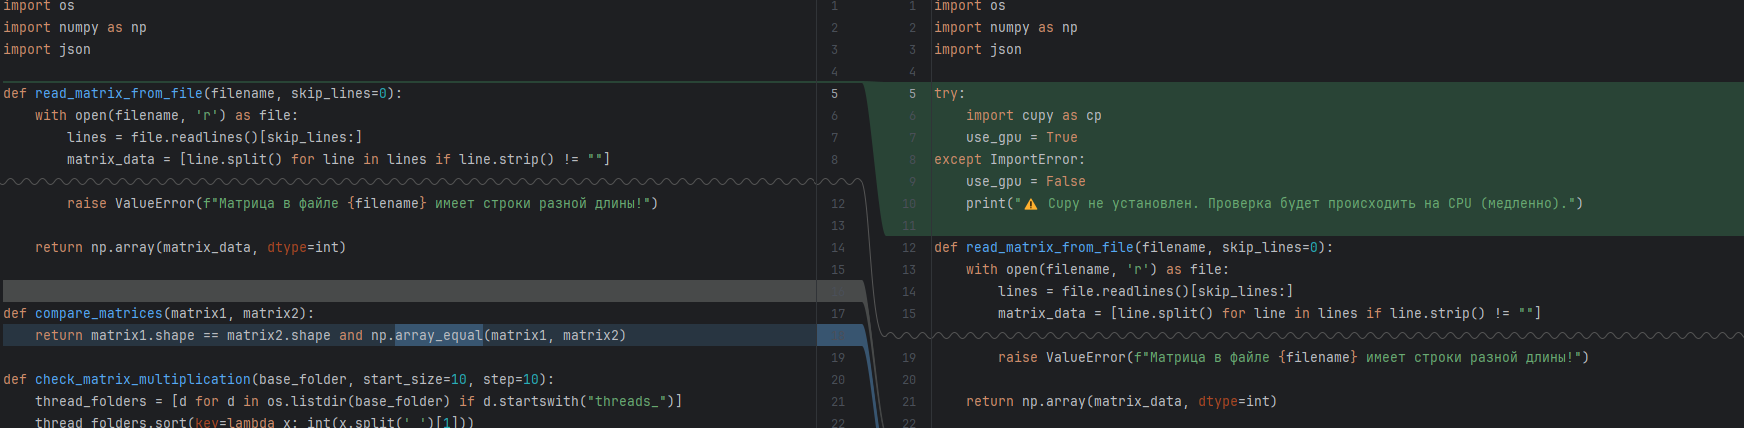 import os
import numpy as np
import json
def read_matrix_from_file(filename, skip_lines=0):
with open(filename, 'r') as file:
lines = file.readlines()[skip_lines:]
matrix_data = [line.split() for line in lines if line.strip() != ""]
raise ValueError(f"Матрица в файле {filename} имеет строки разной длины!")
return np.array(matrix_data, dtype=int)
def compare_matrices(matrix1, matrix2):
return matrix1.shape == matrix2.shape and np.array_equal(matrix1, matrix2)
def check_matrix_multiplication(base_folder, start_size=10, step=10):
thread_folders = [d for d in os.listdir(base_folder) if d.startswith("threads_")]
thread_folders.sort(key=lambda x: int(x.split('_')[1]))
1
2
3
4
5
6
7
8
12
13
14
15
16
17
19
20
21
22
1
2
3
4
5
6
7
8
9
10
11
12
13
14
15
19
20
21
22
import os
import numpy as np
import json
try:
import cupy as cp
use_gpu = True
except ImportError:
use_gpu = False
print("⚠️ Cupy не установлен. Проверка будет происходить на CPU (медленно).")
def read_matrix_from_file(filename, skip_lines=0):
with open(filename, 'r') as file:
lines = file.readlines()[skip_lines:]
matrix_data = [line.split() for line in lines if line.strip() != ""]
raise ValueError(f"Матрица в файле {filename} имеет строки разной длины!")
return np.array(matrix_data, dtype=int)